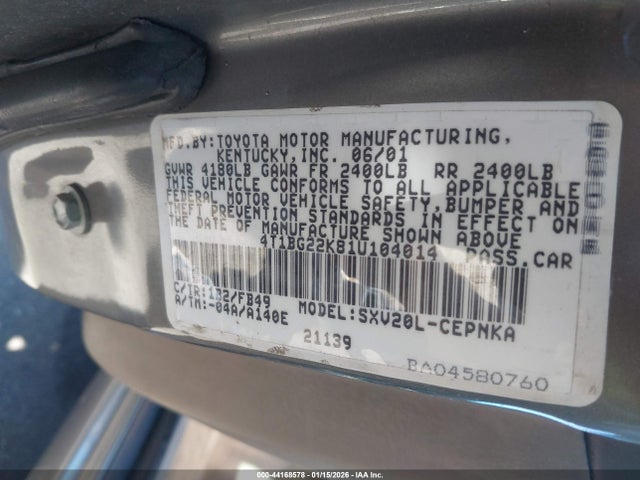 MFD.BY:TOYOTA MOTOR MANUFACTURING,
KENTUCKY,INC. 06/01
GVWR 4180LB GAWR FR 2400LB RR 2400LB
THIS VEHICLE CONFORMS TO ALL APPLICABLE
FEDERAL MOTOR VEHICLE SAFETY,BUMPER AND
THEFT PREVENTION STANDARDS IN EFFECT ON
THE DATE OF MANUFACTURE SHOWN ABOVE
4T1BG22K81U104014 PASS.CAR
C/TR:1B2/FB49
A/TM:-04A/A140E MODEL:SXV20L-CEPNKA
21139
BA04580760
000-44168578 — 01/15/2026 — IAA Inc.